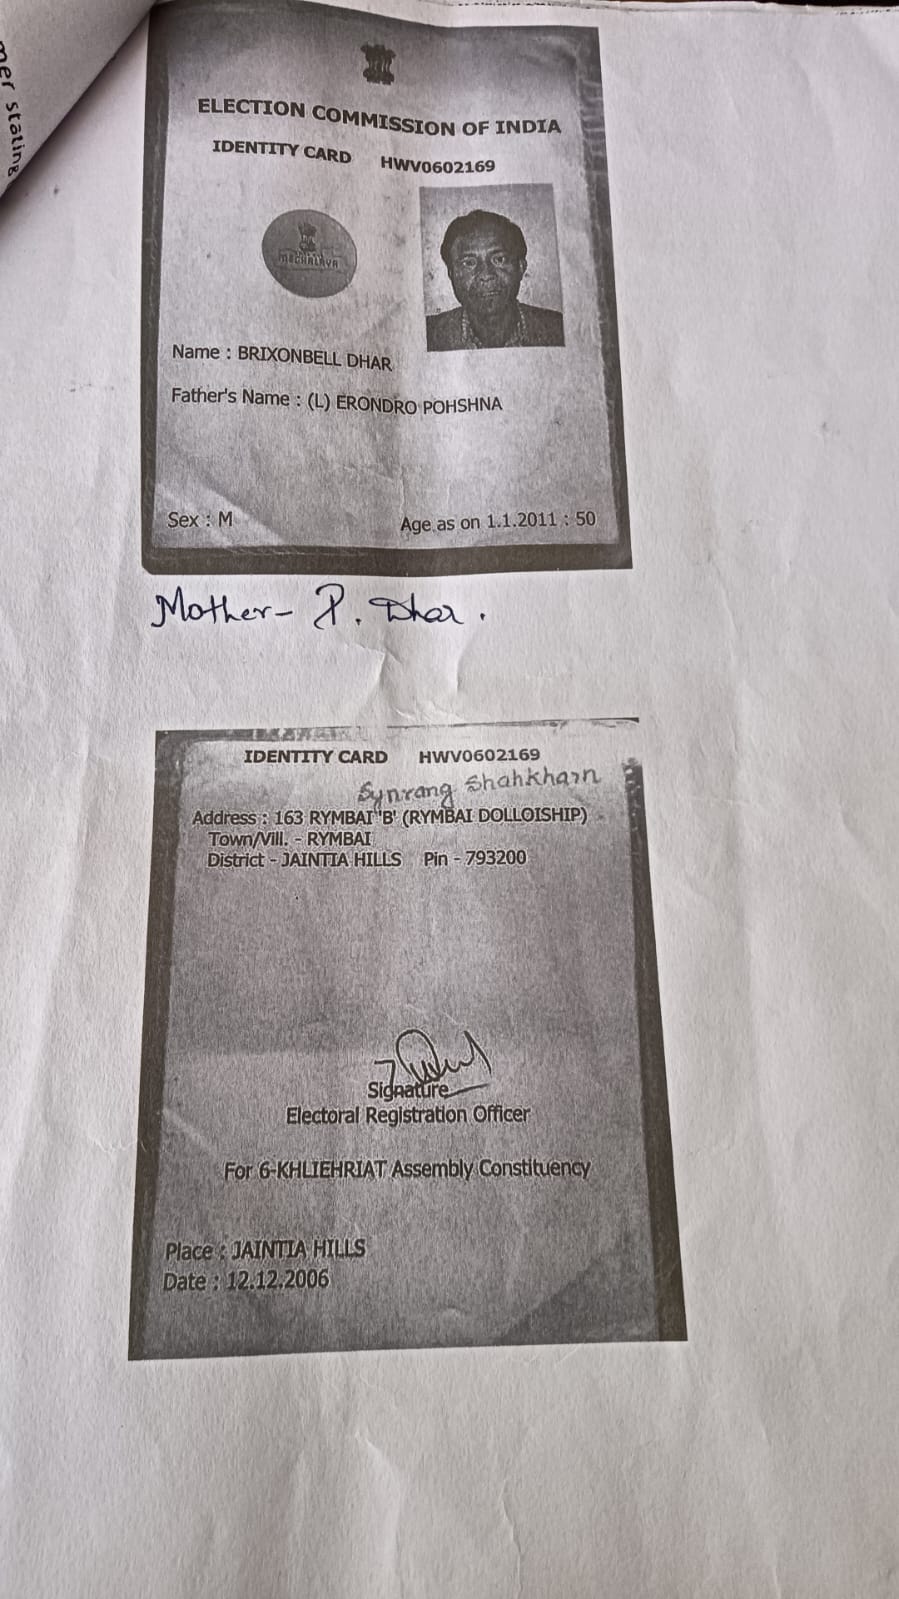 mer stating
ELECTION COMMISSION OF INDIA
IDENTITY CARD HWV0602169
MEGHALAYA
Name : BRIXONBELL DHAR
Father's Name : (L) ERONDRO POHSHNA
Sex : M Age as on 1.1.2011 : 50
Mother - P. Dhar.
IDENTITY CARD HWV0602169
Synrang Shahkhain
Address : 163 RYMBAI 'B' (RYMBAI DOLLOISHIP)
Town/Vill. - RYMBAI
District - JAINTIA HILLS Pin - 793200
Signature
Electoral Registration Officer
For 6-KHLIEHRIAT Assembly Constituency
Place : JAINTIA HILLS
Date : 12.12.2006